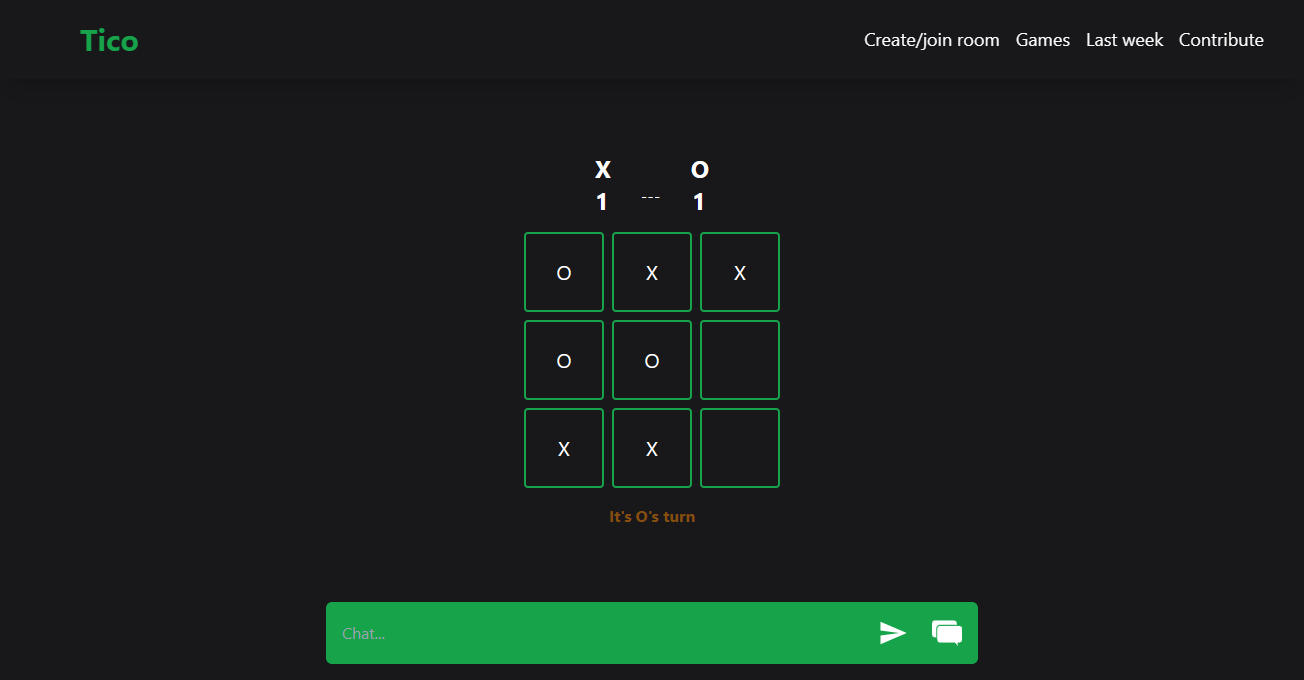 Tico
Create/join room Games Last week Contribute
X O
1 --- 1
O X X
O O
X X
It's O's turn
Chat...